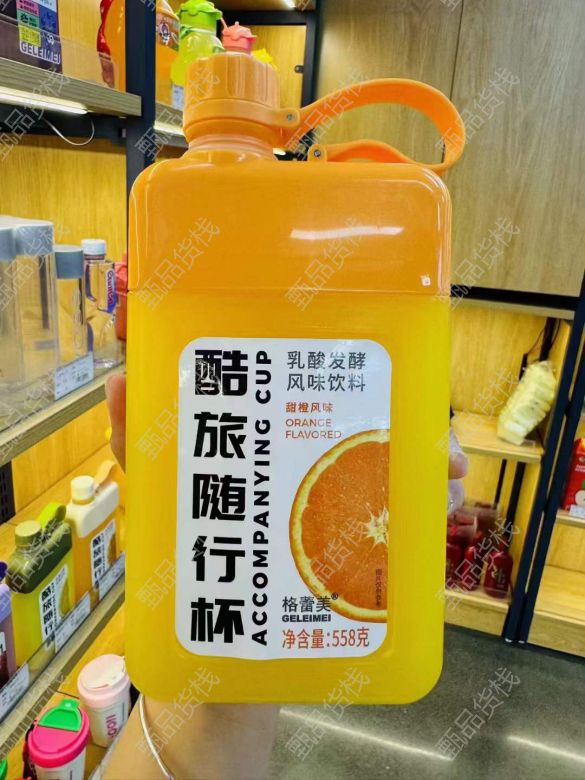 酷旅随行杯
ACCOMPANYING CUP
乳酸发酵
风味饮料
甜橙风味
ORANGE
FLAVORED
格蕾美®
GELEIMEI
净含量:558克
GELEIMEI
甄品货栈